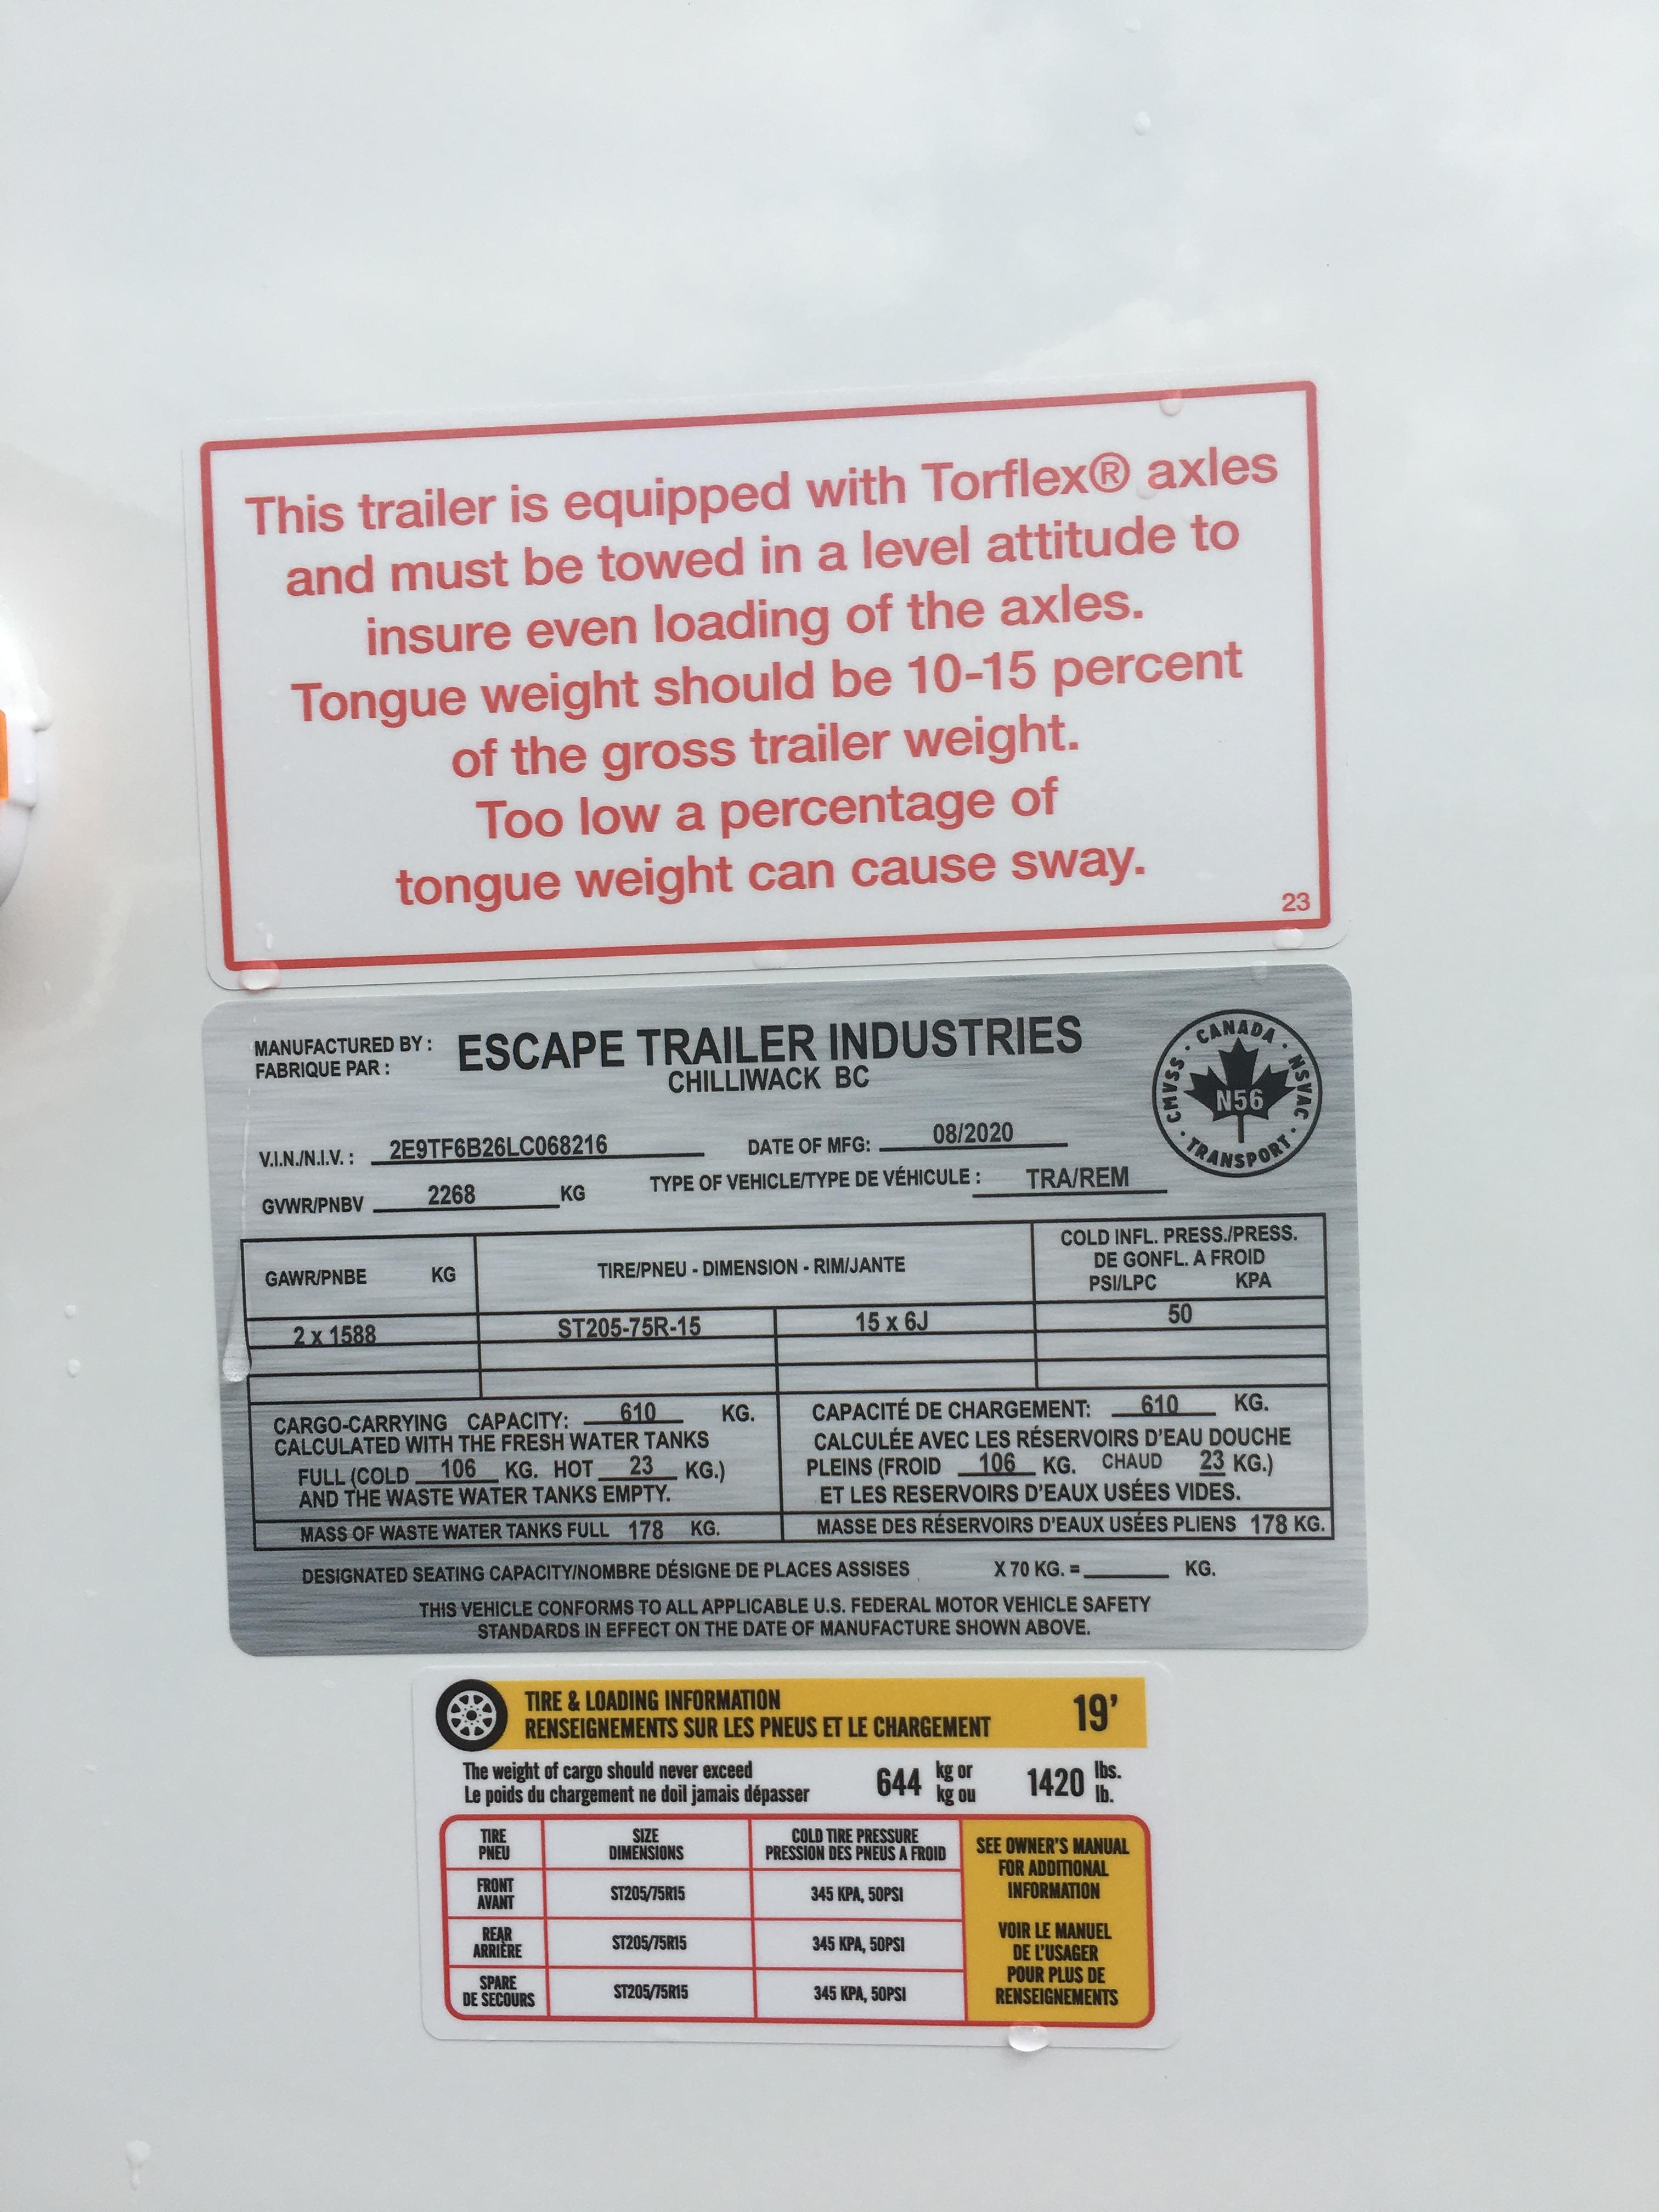 This trailer is equipped with Torflex® axles
and must be towed in a level attitude to
insure even loading of the axles.
Tongue weight should be 10-15 percent
of the gross trailer weight.
Too low a percentage of
tongue weight can cause sway.
23
MANUFACTURED BY : ESCAPE TRAILER INDUSTRIES
FABRIQUE PAR : CHILLIWACK BC
CANADA · NSVAC · TRANSPORT · CMVSS ·
N56
V.I.N./N.I.V. : 2E9TF6B26LC068216 DATE OF MFG: 08/2020
GVWR/PNBV 2268 KG TYPE OF VEHICLE/TYPE DE VÉHICULE : TRA/REM
GAWR/PNBE KG TIRE/PNEU - DIMENSION - RIM/JANTE COLD INFL. PRESS./PRESS.
DE GONFL. A FROID
PSI/LPC KPA
2 x 1588 ST205-75R-15 15 x 6J 50
CARGO-CARRYING CAPACITY: 610 KG.
CALCULATED WITH THE FRESH WATER TANKS
FULL (COLD 106 KG. HOT 23 KG.)
AND THE WASTE WATER TANKS EMPTY.
MASS OF WASTE WATER TANKS FULL 178 KG.
CAPACITÉ DE CHARGEMENT: 610 KG.
CALCULÉE AVEC LES RÉSERVOIRS D'EAU DOUCHE
PLEINS (FROID 106 KG. CHAUD 23 KG.)
ET LES RESERVOIRS D'EAUX USÉES VIDES.
MASSE DES RÉSERVOIRS D'EAUX USÉES PLIENS 178 KG.
DESIGNATED SEATING CAPACITY/NOMBRE DÉSIGNE DE PLACES ASSISES X 70 KG. = KG.
THIS VEHICLE CONFORMS TO ALL APPLICABLE U.S. FEDERAL MOTOR VEHICLE SAFETY
STANDARDS IN EFFECT ON THE DATE OF MANUFACTURE SHOWN ABOVE.
TIRE & LOADING INFORMATION 19'
RENSEIGNEMENTS SUR LES PNEUS ET LE CHARGEMENT
The weight of cargo should never exceed 644 kg or 1420 lbs.
Le poids du chargement ne doil jamais dépasser kg ou lb.
TIRE SIZE COLD TIRE PRESSURE
PNEU DIMENSIONS PRESSION DES PNEUS A FROID
FRONT
AVANT ST205/75R15 345 KPA, 50PSI
REAR
ARRIÈRE ST205/75R15 345 KPA, 50PSI
SPARE
DE SECOURS ST205/75R15 345 KPA, 50PSI
SEE OWNER'S MANUAL
FOR ADDITIONAL
INFORMATION
VOIR LE MANUEL
DE L'USAGER
POUR PLUS DE
RENSEIGNEMENTS